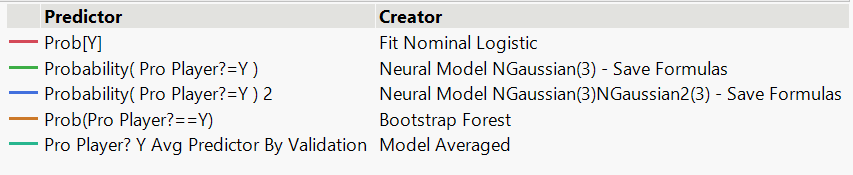 Predictor Creator
Prob[Y] Fit Nominal Logistic
Probability( Pro Player?=Y ) Neural Model NGaussian(3) - Save Formulas
Probability( Pro Player?=Y ) 2 Neural Model NGaussian(3)NGaussian2(3) - Save Formulas
Prob(Pro Player?==Y) Bootstrap Forest
Pro Player? Y Avg Predictor By Validation Model Averaged